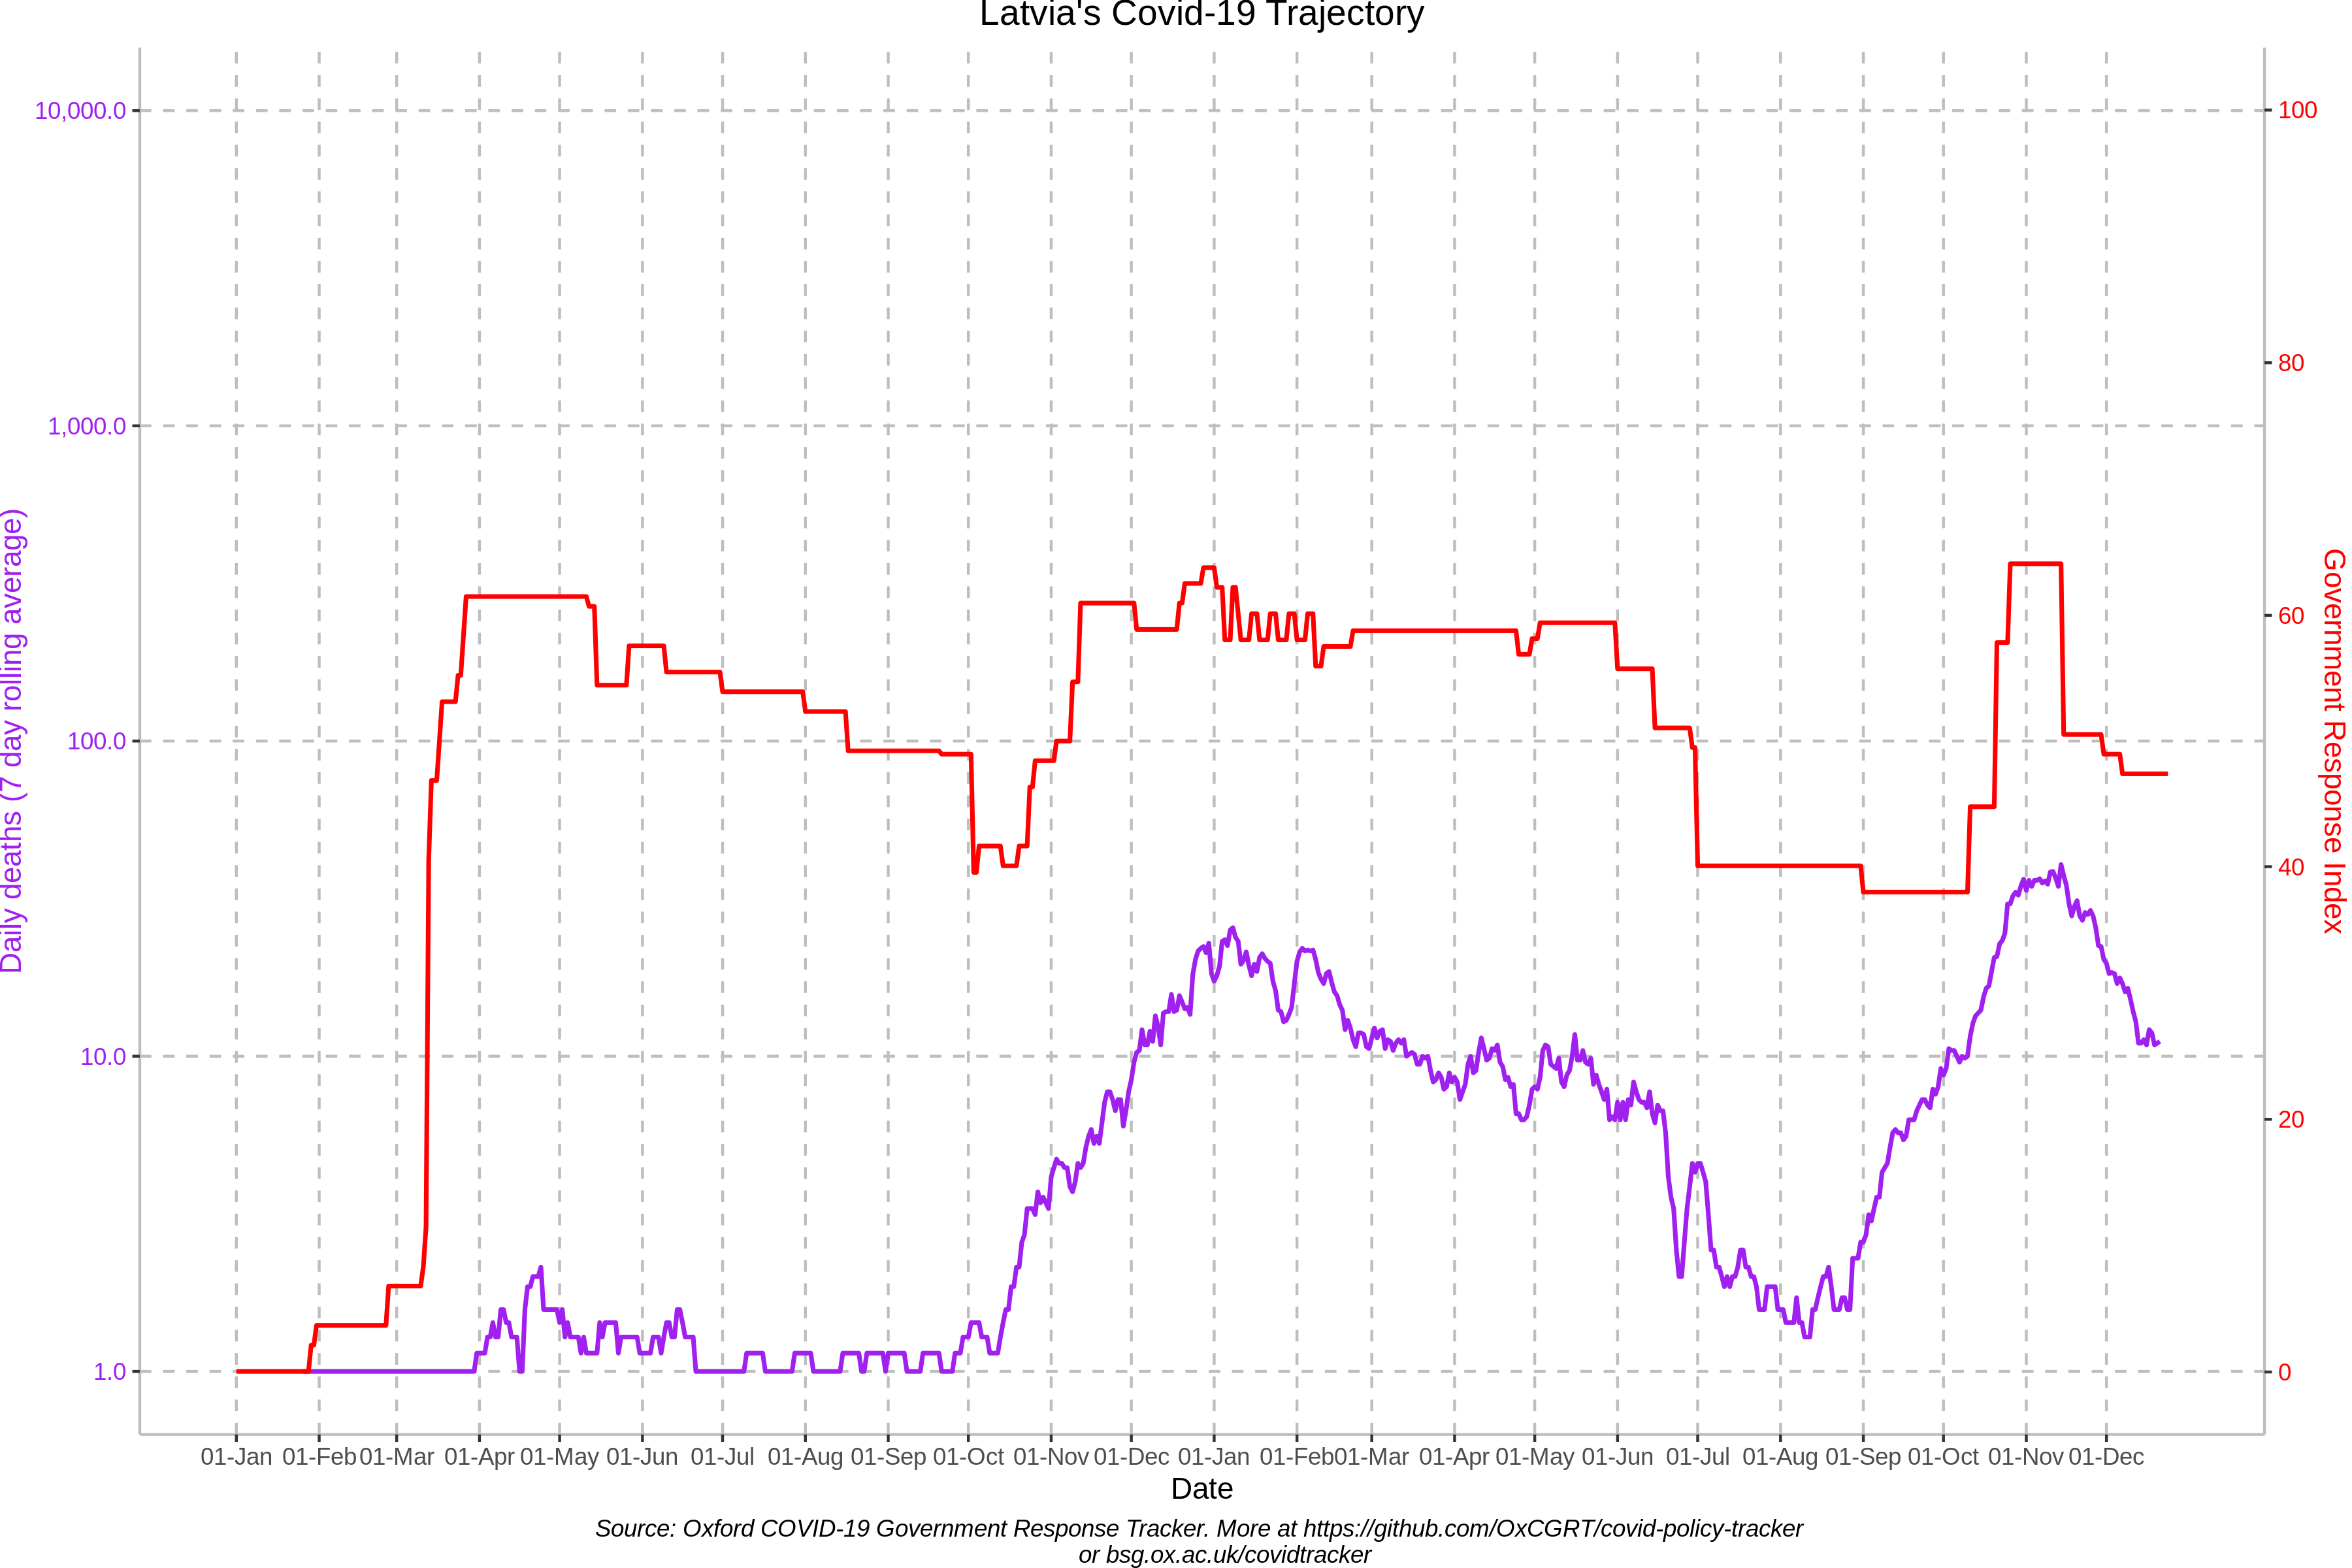 Latvia's Covid-19 Trajectory
10,000.0
1,000.0
100.0
10.0
1.0
Daily deaths (7 day rolling average)
100
80
60
40
20
0
Government Response Index
01-Jan 01-Feb 01-Mar 01-Apr 01-May 01-Jun 01-Jul 01-Aug 01-Sep 01-Oct 01-Nov 01-Dec 01-Jan 01-Feb 01-Mar 01-Apr 01-May 01-Jun 01-Jul 01-Aug 01-Sep 01-Oct 01-Nov 01-Dec
Date
Source: Oxford COVID-19 Government Response Tracker. More at https://github.com/OxCGRT/covid-policy-tracker
or bsg.ox.ac.uk/covidtracker